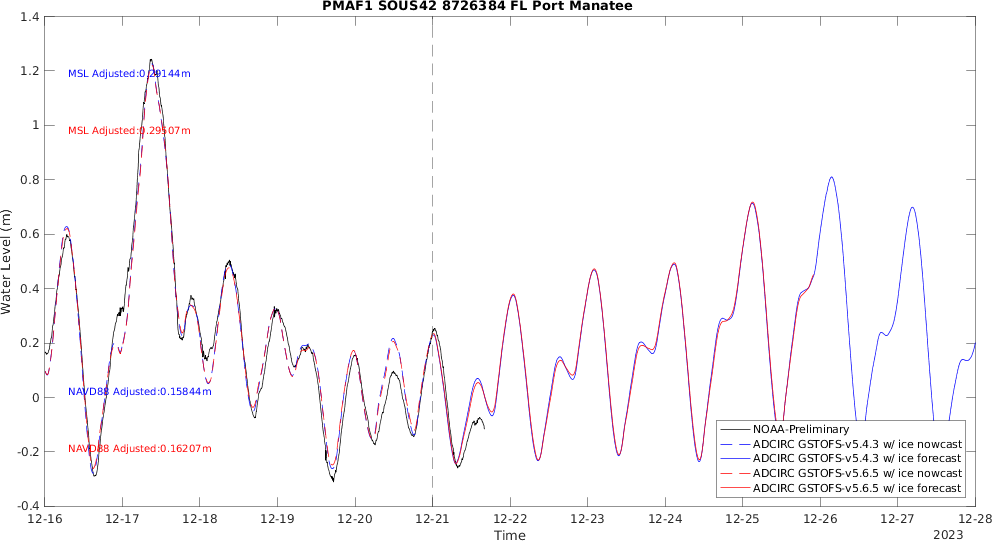 PMAF1 SOUS42 8726384 FL Port Manatee
1.4
1.2
1
0.8
0.6
0.4
0.2
0
-0.2
-0.4
Water Level (m)
MSL Adjusted:0.29144m
MSL Adjusted:0.29507m
NAVD88 Adjusted:0.15844m
NAVD88 Adjusted:0.16207m
NOAA-Preliminary
ADCIRC GSTOFS-v5.4.3 w/ ice nowcast
ADCIRC GSTOFS-v5.4.3 w/ ice forecast
ADCIRC GSTOFS-v5.6.5 w/ ice nowcast
ADCIRC GSTOFS-v5.6.5 w/ ice forecast
12-16 12-17 12-18 12-19 12-20 12-21 12-22 12-23 12-24 12-25 12-26 12-27 12-28
Time
2023